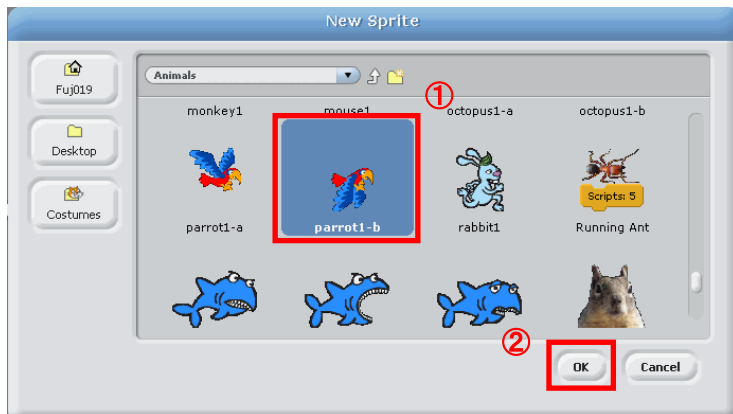 New Sprite
Fuj019
Desktop
Costumes
Animals
①
monkey1 mouse1 octopus1-a octopus1-b
Scripts: 5
parrot1-a parrot1-b rabbit1 Running Ant
②
OK Cancel